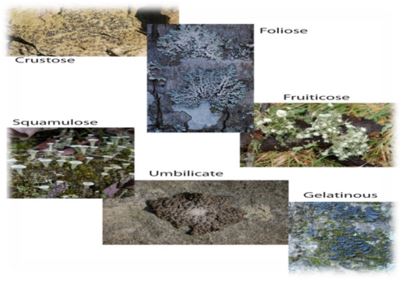 Foliose
Crustose
Fruiticose
Squamulose
Umbilicate
Gelatinous